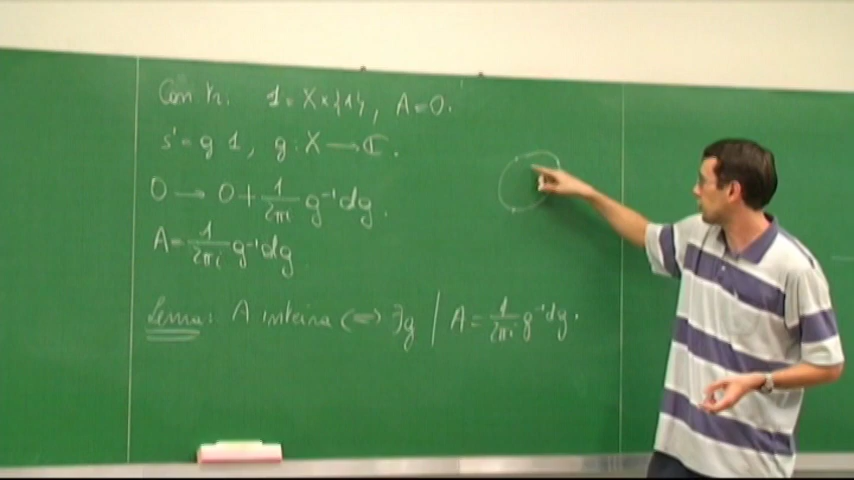 Con h. 1 = X × {1}, A = 0.
s' = g 1, g : X → ℂ.
0 → 0 + 1/2πi g⁻¹dg.
A = 1/2πi g⁻¹dg
Lema: A inteira (⇔) ∃g | A = 1/2πi g⁻¹dg.